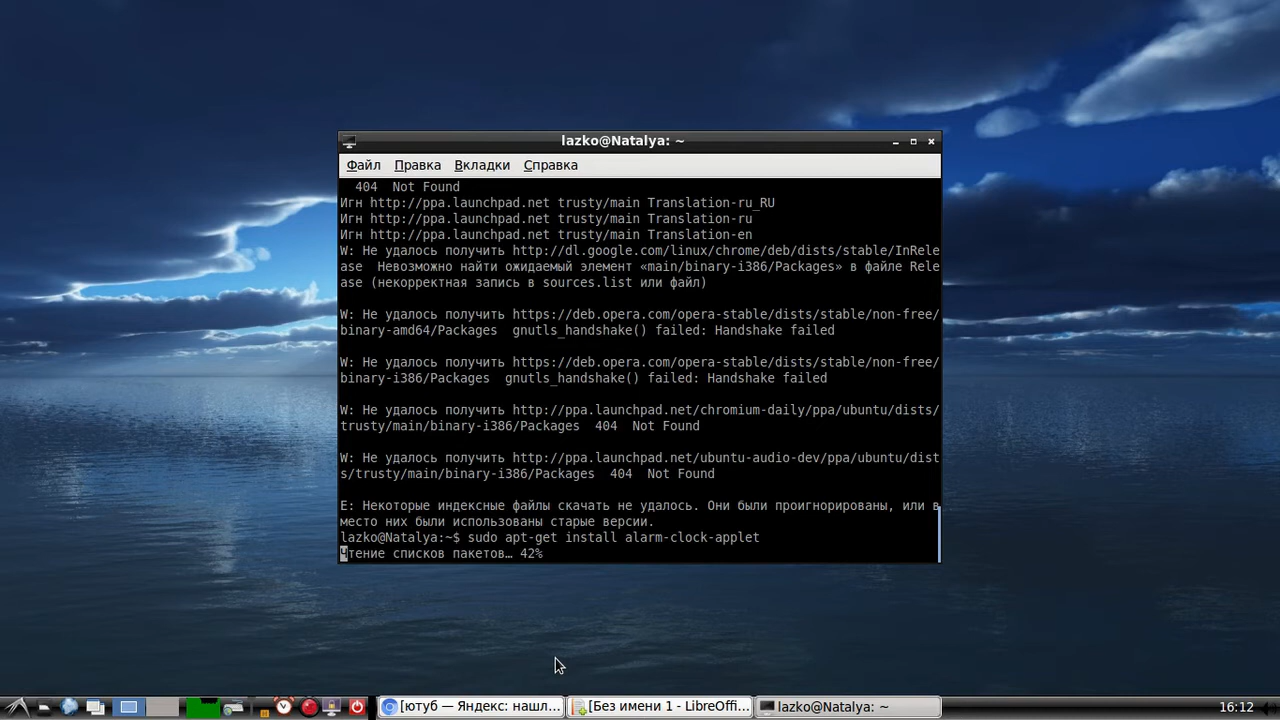 lazko@Natalya: ~
Файл Правка Вкладки Справка
404  Not Found
Игн http://ppa.launchpad.net trusty/main Translation-ru_RU
Игн http://ppa.launchpad.net trusty/main Translation-ru
Игн http://ppa.launchpad.net trusty/main Translation-en
W: Не удалось получить http://dl.google.com/linux/chrome/deb/dists/stable/InRele
ase  Невозможно найти ожидаемый элемент «main/binary-i386/Packages» в файле Rele
ase (некорректная запись в sources.list или файл)
W: Не удалось получить https://deb.opera.com/opera-stable/dists/stable/non-free/
binary-amd64/Packages  gnutls_handshake() failed: Handshake failed
W: Не удалось получить https://deb.opera.com/opera-stable/dists/stable/non-free/
binary-i386/Packages  gnutls_handshake() failed: Handshake failed
W: Не удалось получить http://ppa.launchpad.net/chromium-daily/ppa/ubuntu/dists/
trusty/main/binary-i386/Packages  404  Not Found
W: Не удалось получить http://ppa.launchpad.net/ubuntu-audio-dev/ppa/ubuntu/dist
s/trusty/main/binary-i386/Packages  404  Not Found
E: Некоторые индексные файлы скачать не удалось. Они были проигнорированы, или в
место них были использованы старые версии.
lazko@Natalya:~$ sudo apt-get install alarm-clock-applet
Чтение списков пакетов… 42%
[ютуб — Яндекс: нашл... [Без имени 1 - LibreOffi... lazko@Natalya: ~ 16:12